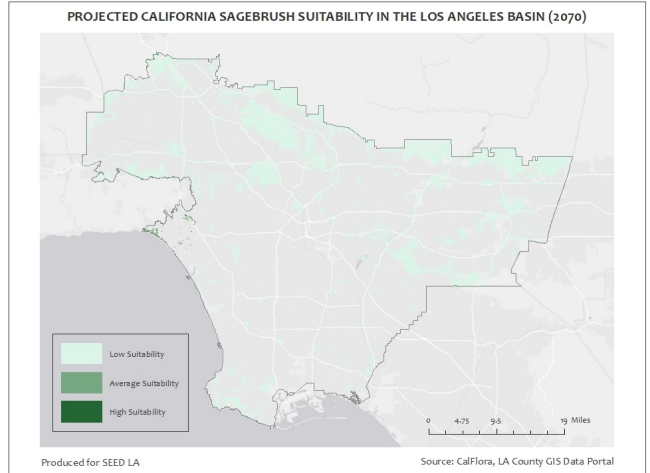 PROJECTED CALIFORNIA SAGEBRUSH SUITABILITY IN THE LOS ANGELES BASIN (2070)
Low Suitability
Average Suitability
High Suitability
0 4.75 9.5 19 Miles
Produced for SEED LA
Source: CalFlora, LA County GIS Data Portal